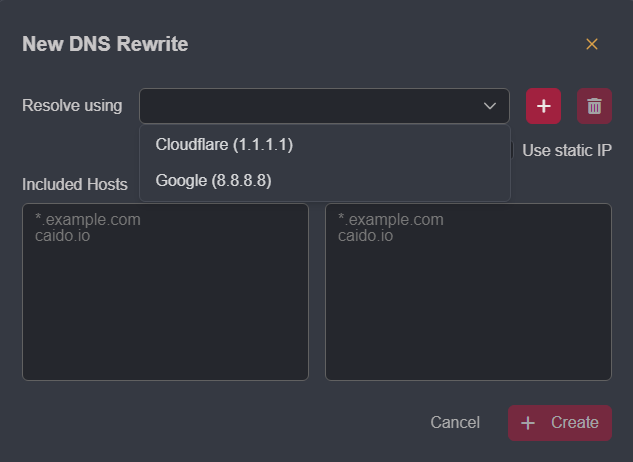 New DNS Rewrite
Resolve using
Cloudflare (1.1.1.1)
Google (8.8.8.8)
Use static IP
Included Hosts
*.example.com
caido.io
*.example.com
caido.io
Cancel
Create